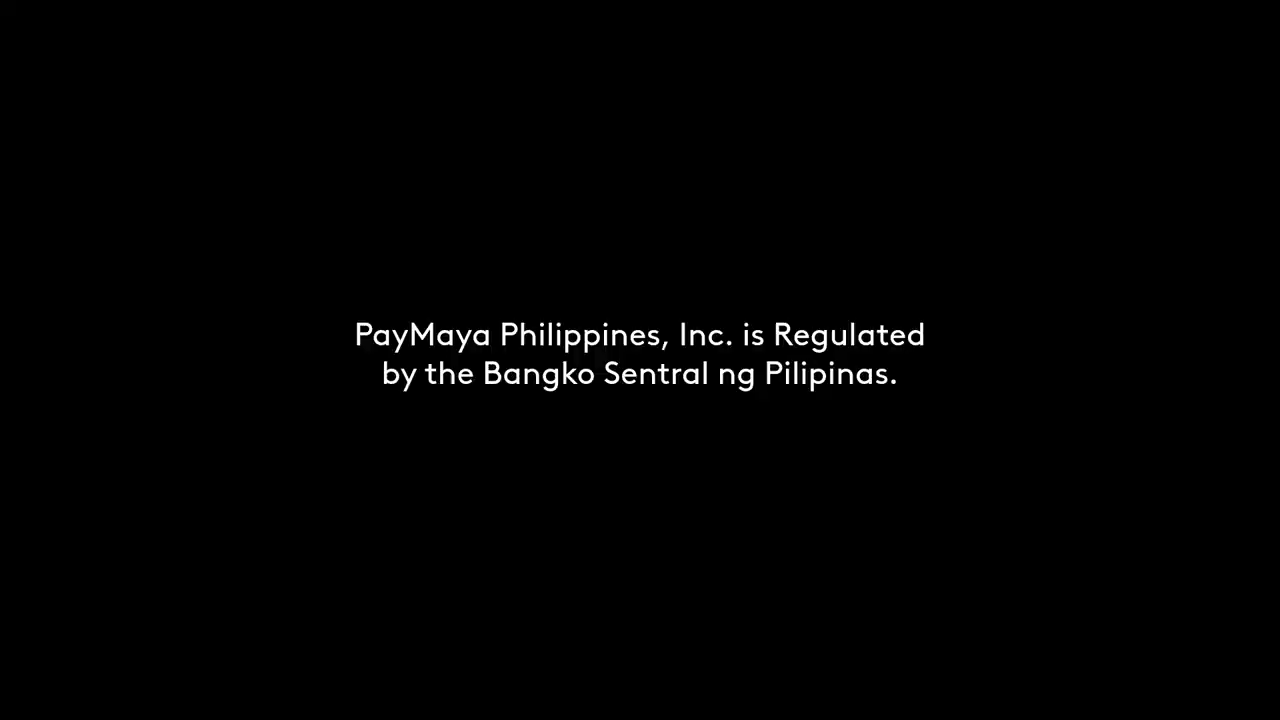 PayMaya Philippines, Inc. is Regulated
by the Bangko Sentral ng Pilipinas.